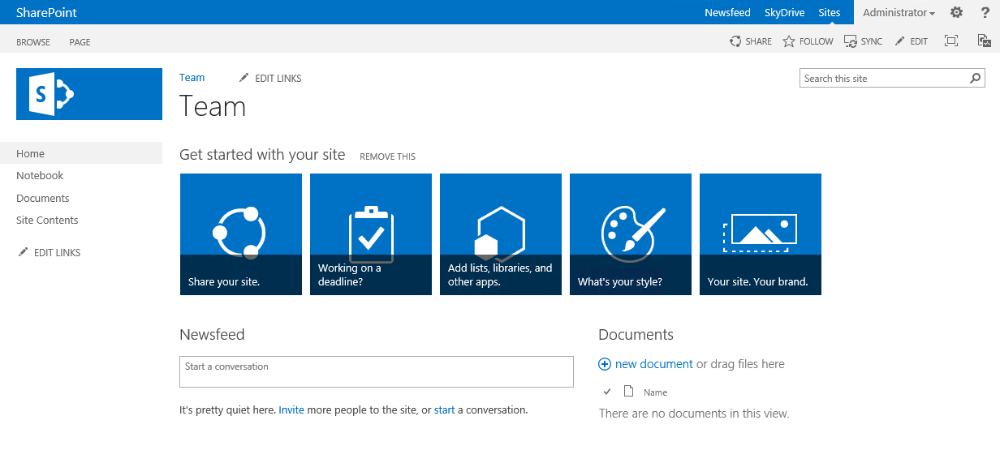 SharePoint
Newsfeed SkyDrive Sites Administrator ?
BROWSE PAGE
SHARE FOLLOW SYNC EDIT
S
Team EDIT LINKS
Search this site
Team
Home
Notebook
Documents
Site Contents
EDIT LINKS
Get started with your site REMOVE THIS
Share your site.
Working on a
deadline?
Add lists, libraries, and
other apps.
What's your style?
Your site. Your brand.
Newsfeed
Start a conversation
It's pretty quiet here. Invite more people to the site, or start a conversation.
Documents
new document or drag files here
Name
There are no documents in this view.